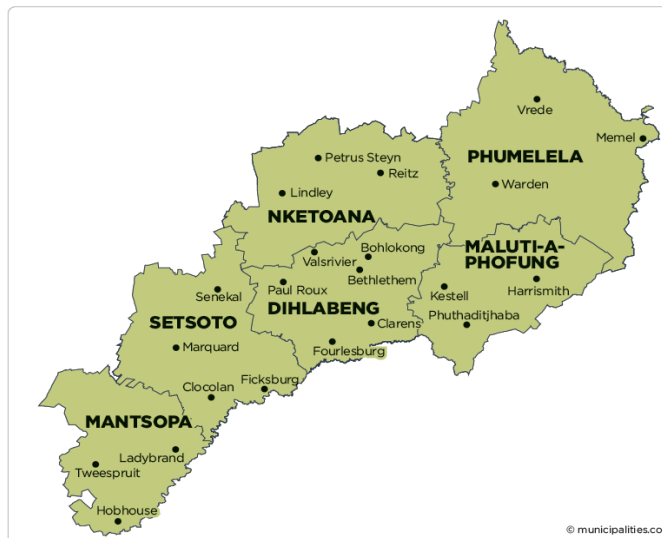 Vrede
Memel
PHUMELELA
Warden
Petrus Steyn
Reitz
Lindley
NKETOANA
MALUTI-A-
PHOFUNG
Kestell
Harrismith
Phuthaditjhaba
Bohlokong
Valsrivier
Bethlethem
Paul Roux
DIHLABENG
Clarens
Fourlesburg
Senekal
SETSOTO
Marquard
Clocolan
Ficksburg
MANTSOPA
Ladybrand
Tweespruit
Hobhouse
© municipalities.co